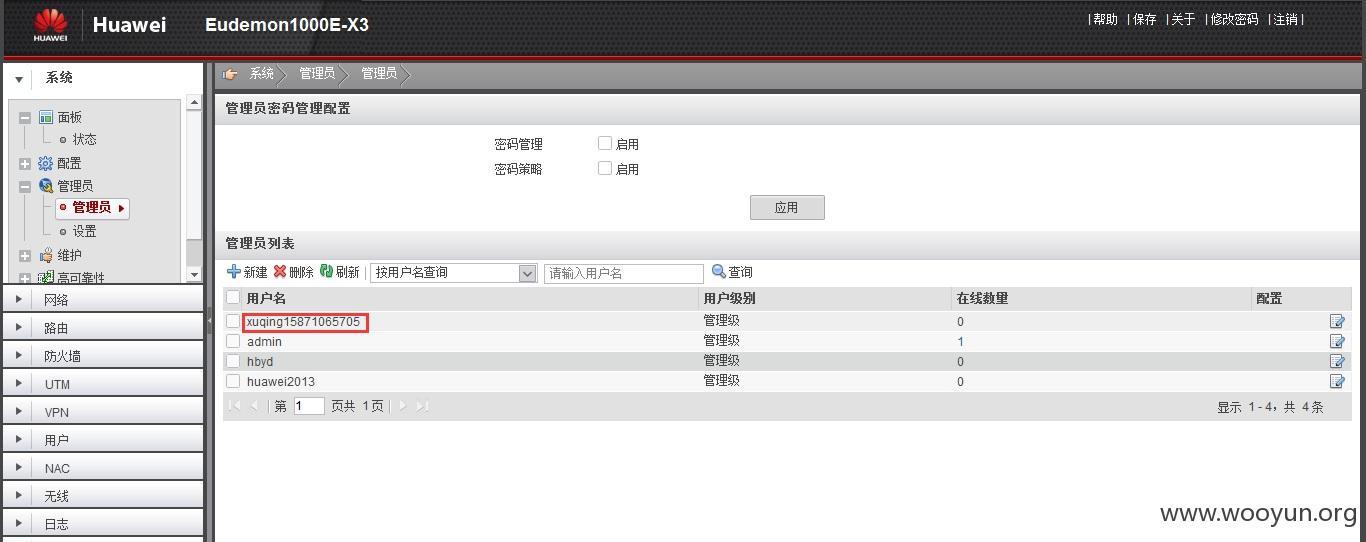 HUAWEI
Huawei Eudemon1000E-X3
| 帮助 | 保存 | 关于 | 修改密码 | 注销 |
系统
系统 管理员 管理员
面板
状态
配置
管理员
管理员
设置
维护
高可靠性
网络
路由
防火墙
UTM
VPN
用户
NAC
无线
日志
管理员密码管理配置
密码管理 启用
密码策略 启用
应用
管理员列表
新建 删除 刷新 | 按用户名查询 请输入用户名 查询
用户名 用户级别 在线数量 配置
xuqing15871065705 管理级 0
admin 管理级 1
hbyd 管理级 0
huawei2013 管理级 0
第 1 页共 1 页 显示 1 - 4，共 4 条
www.wooyun.org